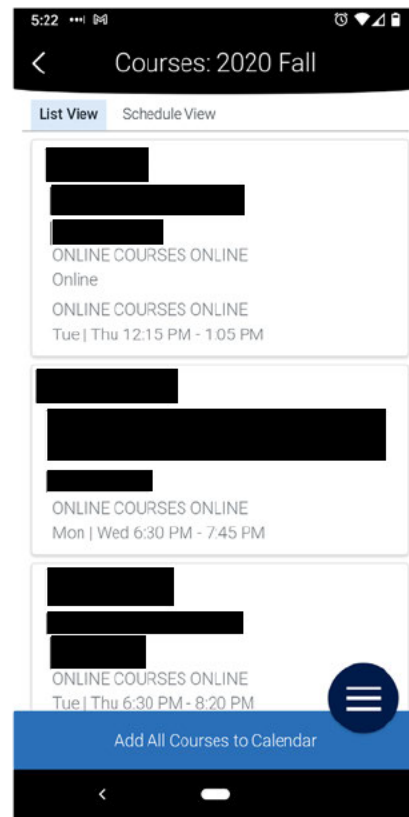 5:22
Courses: 2020 Fall
List View Schedule View
ONLINE COURSES ONLINE
Online
ONLINE COURSES ONLINE
Tue | Thu 12:15 PM - 1:05 PM
ONLINE COURSES ONLINE
Mon | Wed 6:30 PM - 7:45 PM
ONLINE COURSES ONLINE
Tue | Thu 6:30 PM - 8:20 PM
Add All Courses to Calendar